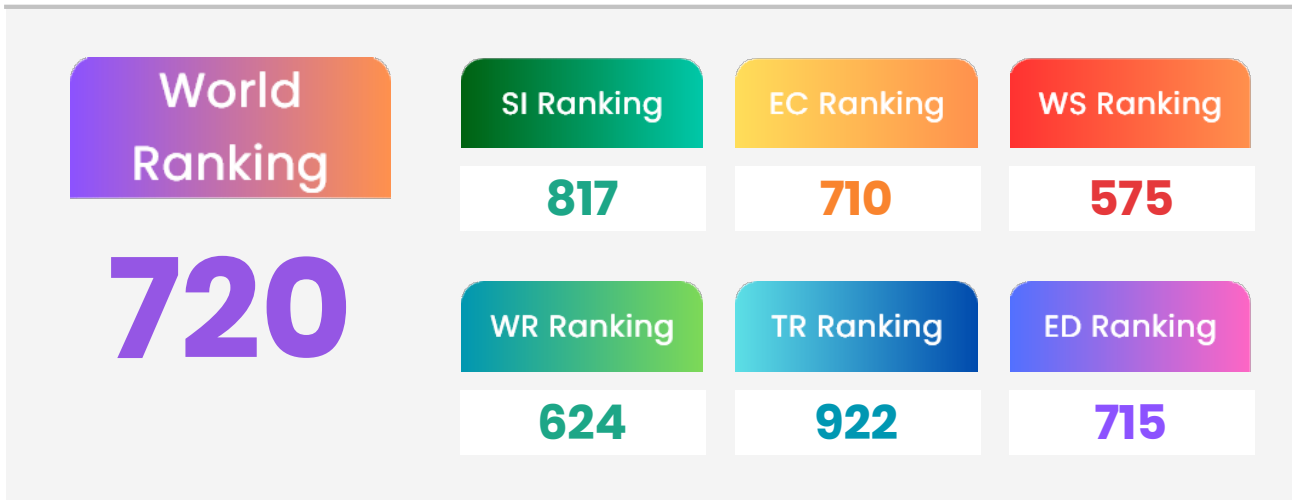 World
Ranking
720
SI Ranking
817
EC Ranking
710
WS Ranking
575
WR Ranking
624
TR Ranking
922
ED Ranking
715